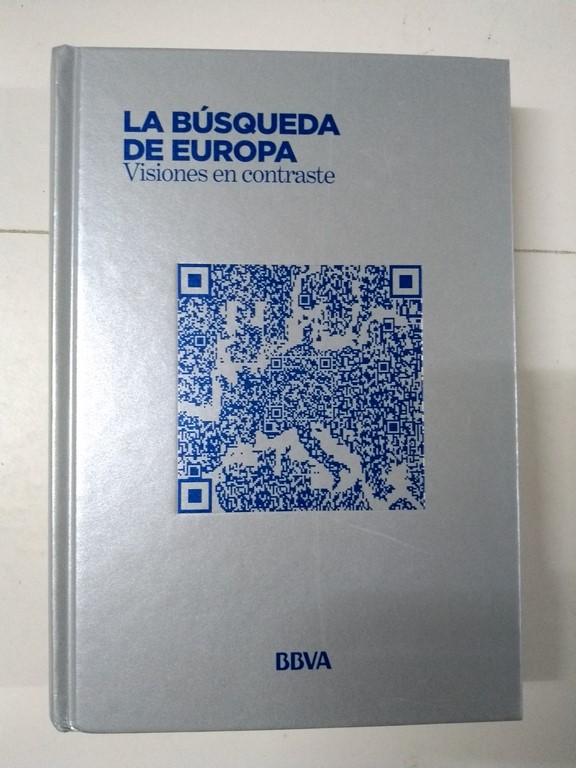 LA BÚSQUEDA
DE EUROPA
Visiones en contraste
BBVA